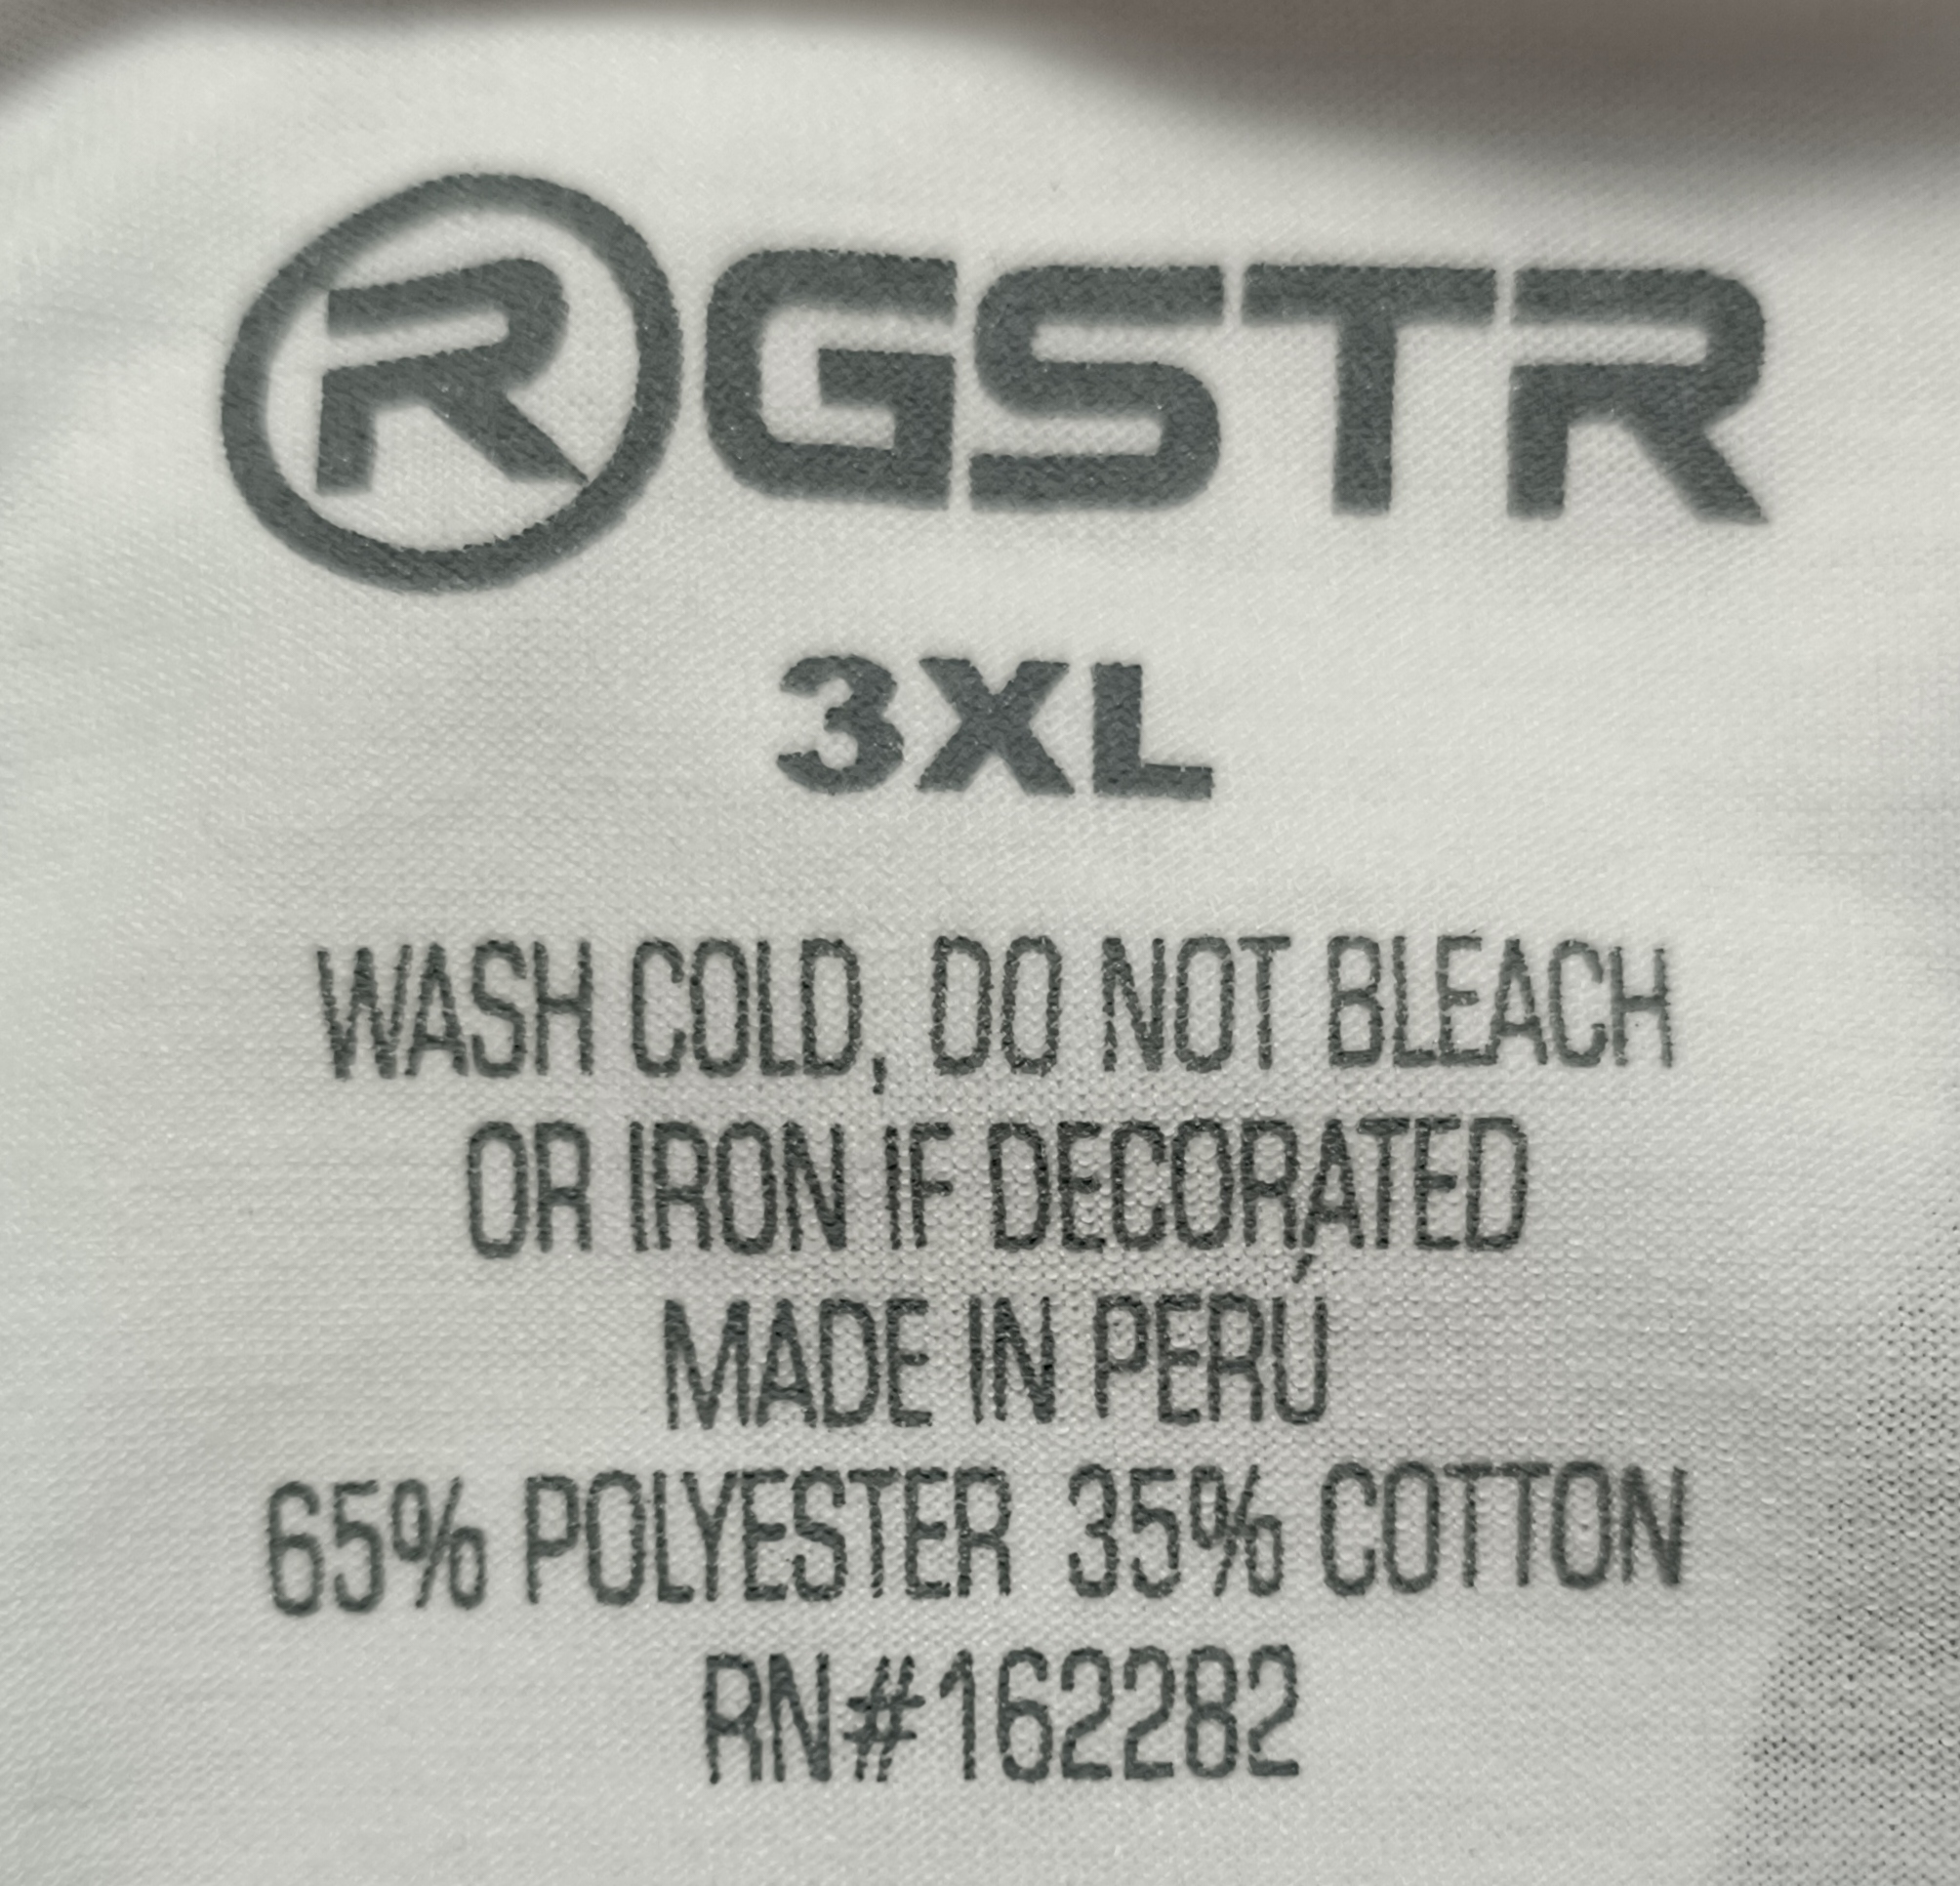 RGSTR
3XL
WASH COLD, DO NOT BLEACH
OR IRON IF DECORATED
MADE IN PERÚ
65% POLYESTER 35% COTTON
RN#162282